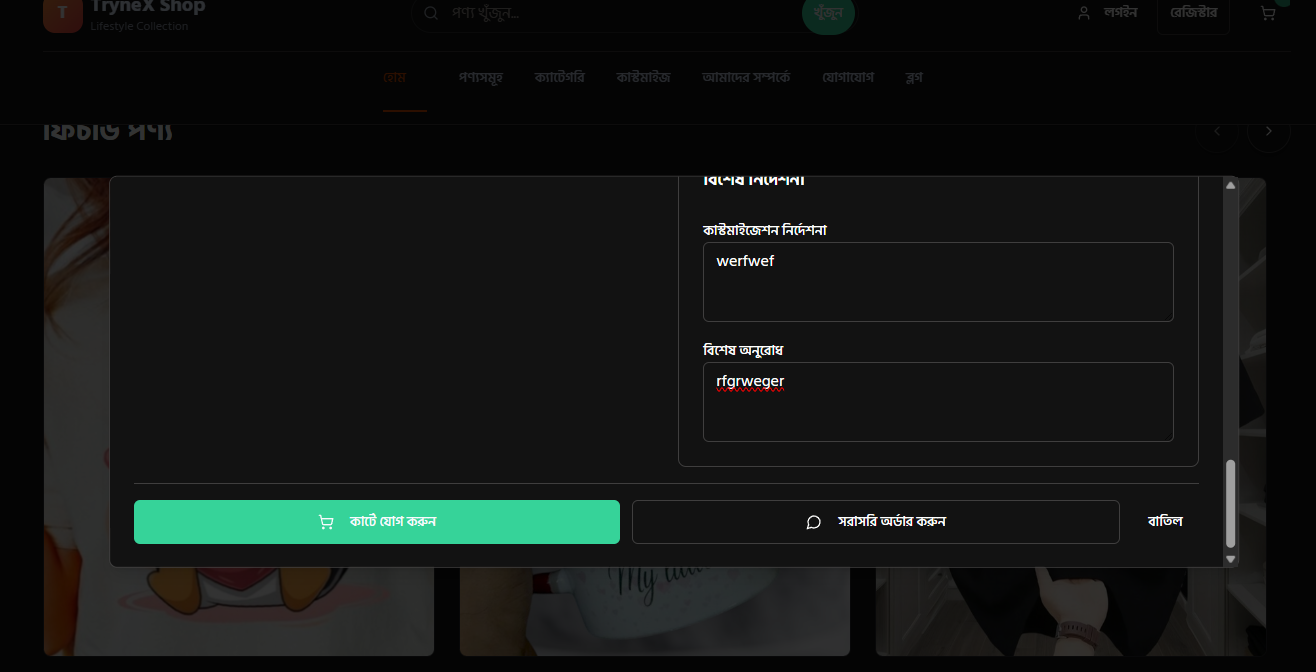 T
TryneX Shop
Lifestyle Collection
পণ্য খুঁজুন...
খুঁজুন
লগইন
রেজিস্টার
হোম
পণ্যসমূহ
ক্যাটেগরি
কাস্টমাইজ
আমাদের সম্পর্কে
যোগাযোগ
ব্লগ
ফিচার্ড পণ্য
বিশেষ নির্দেশনা
কাস্টমাইজেশন নির্দেশনা
werfwef
বিশেষ অনুরোধ
rfgrweger
কার্টে যোগ করুন
সরাসরি অর্ডার করুন
বাতিল
My